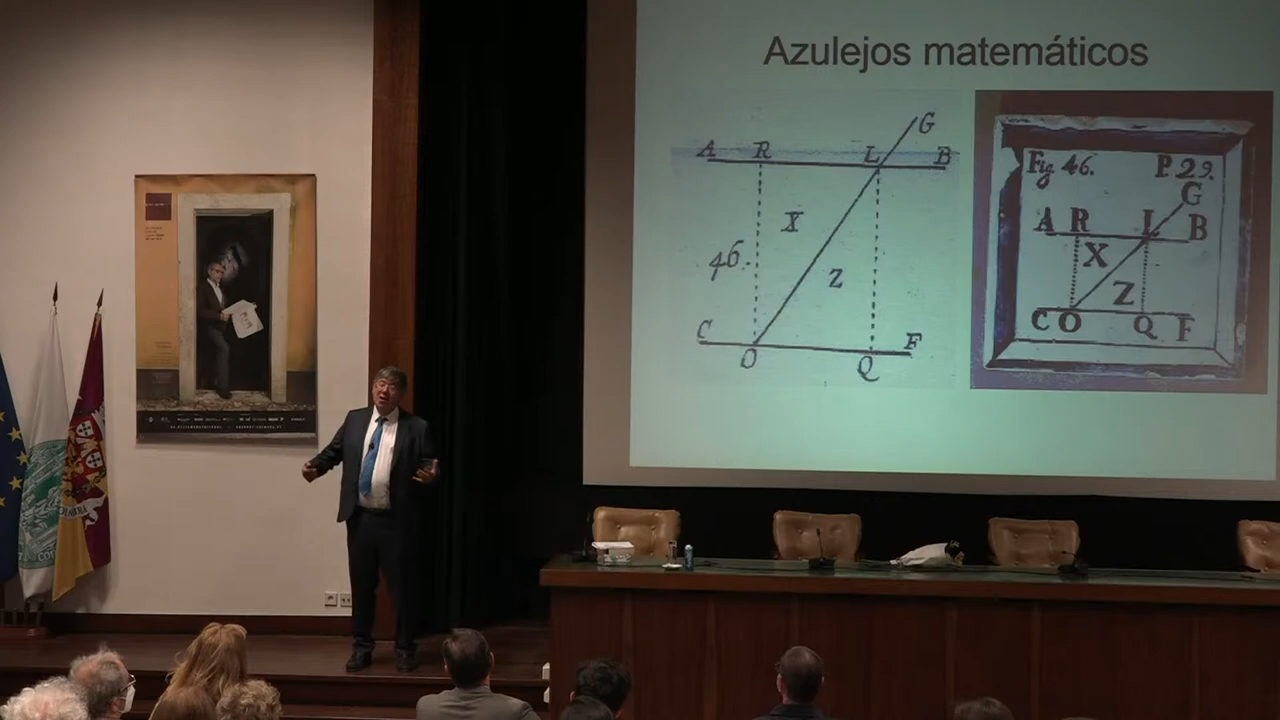 Azulejos matemáticos
G
A R L B
X
46.
Z
C F
O Q
Fig 46. P 29.
G
A R L B
X
Z
C O Q F